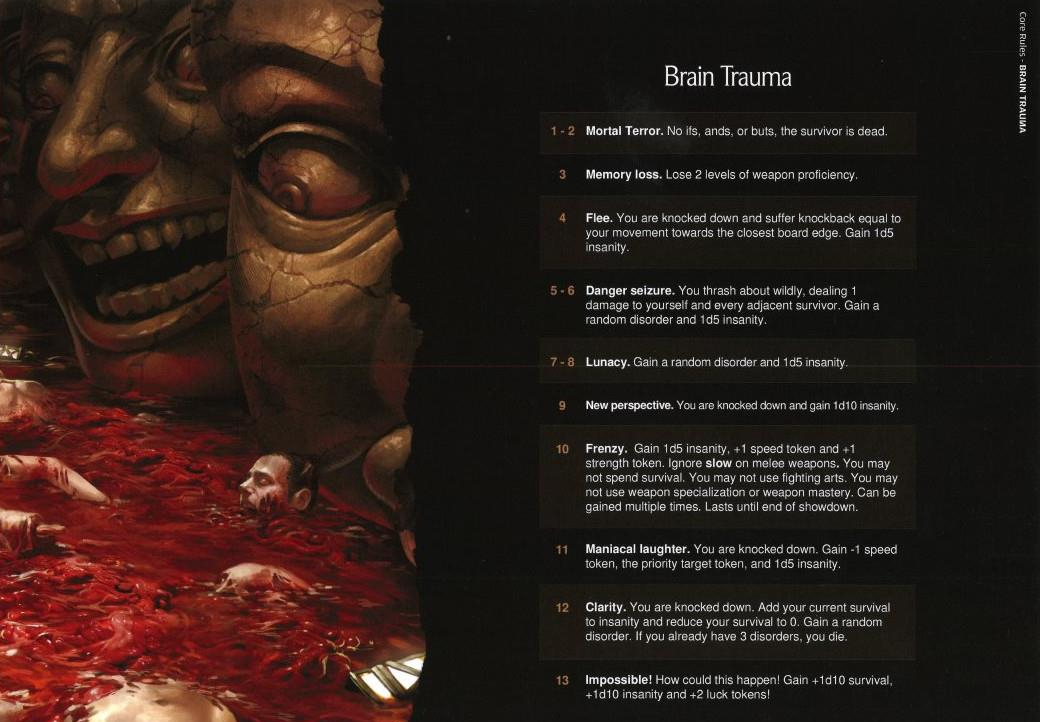 Core Rules - BRAIN TRAUMA
Brain Trauma
1 - 2 Mortal Terror. No ifs, ands, or buts, the survivor is dead.
3 Memory loss. Lose 2 levels of weapon proficiency.
4 Flee. You are knocked down and suffer knockback equal to
your movement towards the closest board edge. Gain 1d5
insanity.
5 - 6 Danger seizure. You thrash about wildly, dealing 1
damage to yourself and every adjacent survivor. Gain a
random disorder and 1d5 insanity.
7 - 8 Lunacy. Gain a random disorder and 1d5 insanity.
9 New perspective. You are knocked down and gain 1d10 insanity.
10 Frenzy. Gain 1d5 insanity, +1 speed token and +1
strength token. Ignore slow on melee weapons. You may
not spend survival. You may not use fighting arts. You may
not use weapon specialization or weapon mastery. Can be
gained multiple times. Lasts until end of showdown.
11 Maniacal laughter. You are knocked down. Gain -1 speed
token, the priority target token, and 1d5 insanity.
12 Clarity. You are knocked down. Add your current survival
to insanity and reduce your survival to 0. Gain a random
disorder. If you already have 3 disorders, you die.
13 Impossible! How could this happen! Gain +1d10 survival,
+1d10 insanity and +2 luck tokens!